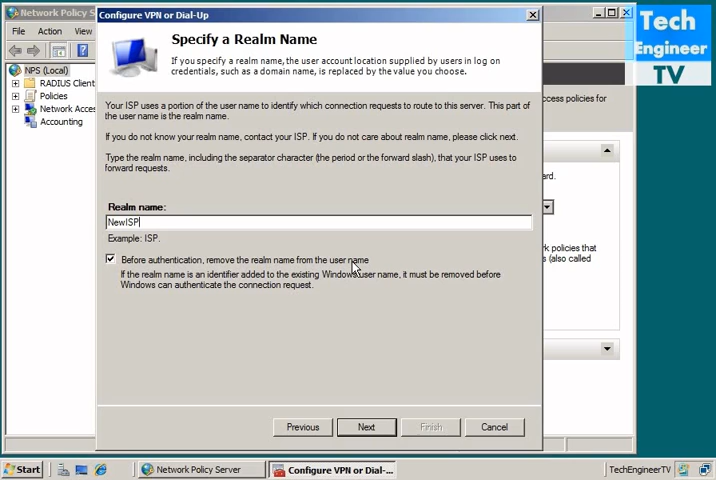 Network Policy
Configure VPN or Dial-Up
Tech
Engineer
TV
File Action View
Specify a Realm Name
If you specify a realm name, the user account location supplied by users in log on
credentials, such as a domain name, is replaced by the value you choose.
NPS (Local)
RADIUS Client
Policies
Network Acces
Accounting
Your ISP uses a portion of the user name to identify which connection requests to route to this server. This part of
the user name is the realm name.
ccess policies for
If you do not know your realm name, contact your ISP. If you do not care about realm name, please click next.
Type the realm name, including the separator character (the period or the forward slash), that your ISP uses to
forward requests.
ard.
Realm name:
NewISP
Example: ISP.
k policies that
s (also called
Before authentication, remove the realm name from the user name
If the realm name is an identifier added to the existing Windows user name, it must be removed before
Windows can authenticate the connection request.
Previous Next Finish Cancel
Start Network Policy Server Configure VPN or Dial-... TechEngineerTV